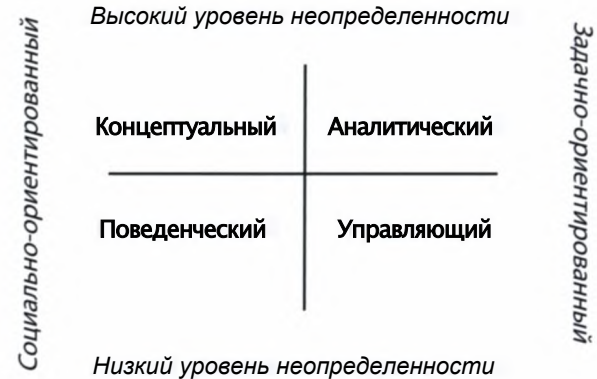 Высокий уровень неопределенности
Социально-ориентированный
Задачно-ориентированный
Концептуальный
Аналитический
Поведенческий
Управляющий
Низкий уровень неопределенности